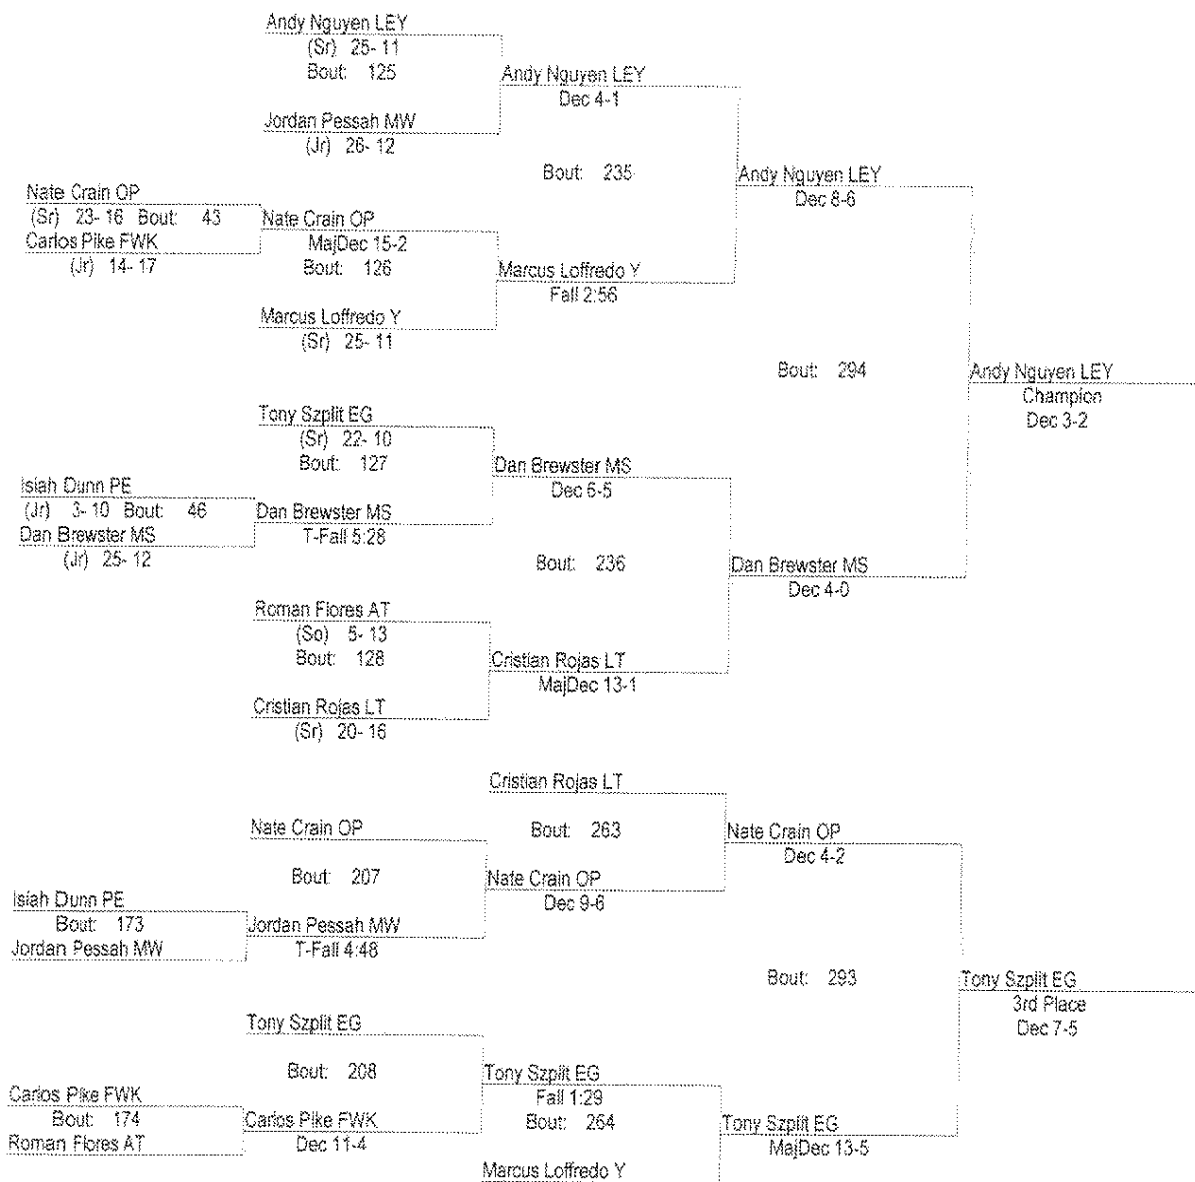 Andy Nguyen LEY
(Sr) 25- 11
Bout: 125
Andy Nguyen LEY
Dec 4-1
Jordan Pessah MW
(Jr) 26- 12
Bout: 235
Andy Nguyen LEY
Dec 8-6
Nate Crain OP
(Sr) 23- 16 Bout: 43
Nate Crain OP
Carlos Pike FWK
MajDec 15-2
(Jr) 14- 17
Bout: 126
Marcus Loffredo Y
Fall 2:56
Marcus Loffredo Y
(Sr) 25- 11
Bout: 294
Andy Nguyen LEY
Champion
Dec 3-2
Tony Szplit EG
(Sr) 22- 10
Bout: 127
Dan Brewster MS
Dec 6-5
Isiah Dunn PE
(Jr) 3- 10 Bout: 46
Dan Brewster MS
Dan Brewster MS
T-Fall 5:28
(Jr) 25- 12
Bout: 236
Dan Brewster MS
Dec 4-0
Roman Flores AT
(So) 5- 13
Bout: 128
Cristian Rojas LT
MajDec 13-1
Cristian Rojas LT
(Sr) 20- 16
Cristian Rojas LT
Nate Crain OP
Bout: 263
Nate Crain OP
Dec 4-2
Bout: 207
Nate Crain OP
Dec 9-6
Isiah Dunn PE
Bout: 173
Jordan Pessah MW
Jordan Pessah MW
T-Fall 4:48
Bout: 293
Tony Szplit EG
3rd Place
Dec 7-5
Tony Szplit EG
Bout: 208
Tony Szplit EG
Fall 1:29
Carlos Pike FWK
Bout: 174
Carlos Pike FWK
Bout: 264
Tony Szplit EG
Roman Flores AT
Dec 11-4
MajDec 13-5
Marcus Loffredo Y